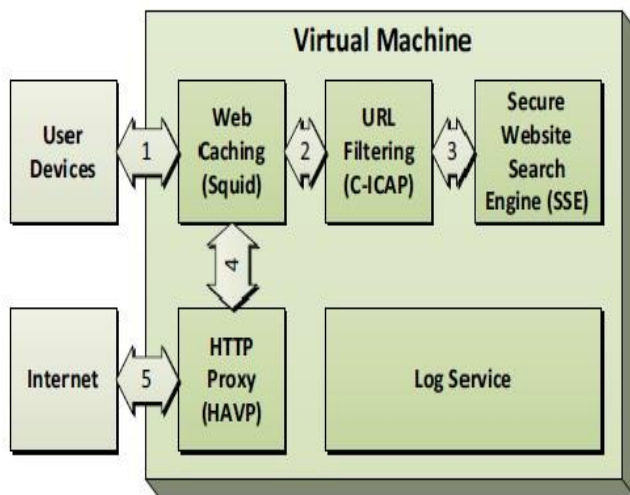 Virtual Machine
User
Devices
1
Web
Caching
(Squid)
2
URL
Filtering
(C-ICAP)
3
Secure
Website
Search
Engine (SSE)
4
Internet
5
HTTP
Proxy
(HAVP)
Log Service